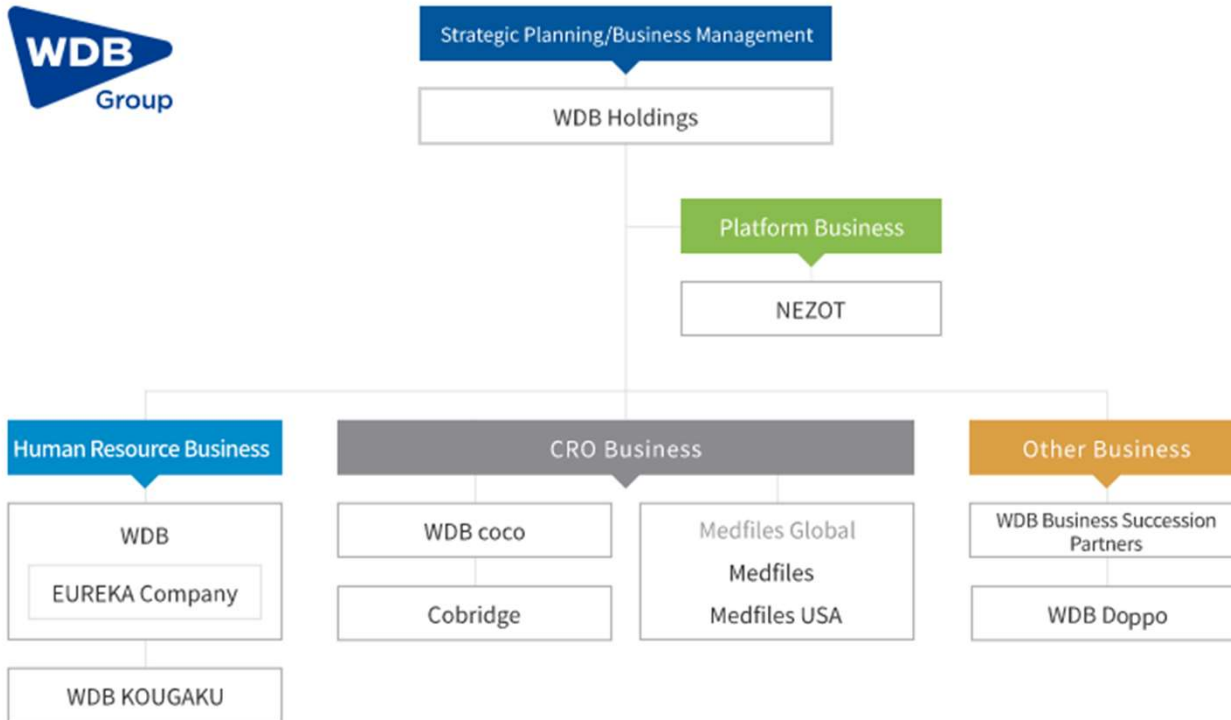 WDB
Group
Strategic Planning/Business Management
WDB Holdings
Platform Business
NEZOT
Human Resource Business
CRO Business
Other Business
WDB
EUREKA Company
WDB KOUGAKU
WDB coco
Cobridge
Medfiles Global
Medfiles
Medfiles USA
WDB Business Succession
Partners
WDB Doppo